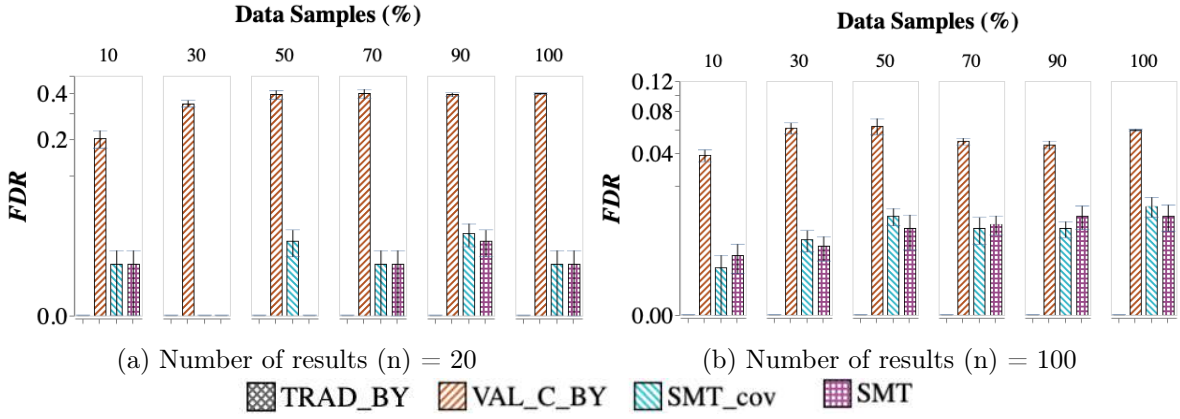 Data Samples (%)
10 30 50 70 90 100
0.4
0.2
0.0
FDR
(a) Number of results (n) = 20
Data Samples (%)
10 30 50 70 90 100
0.12
0.08
0.04
0.00
FDR
(b) Number of results (n) = 100
TRAD_BY VAL_C_BY SMT_cov SMT